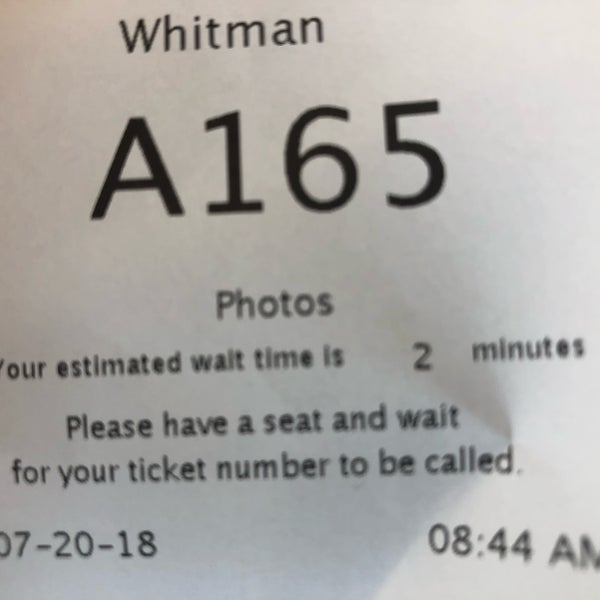 Whitman
A165
Photos
Your estimated wait time is 2 minutes
Please have a seat and wait
for your ticket number to be called.
07-20-18 08:44 AM